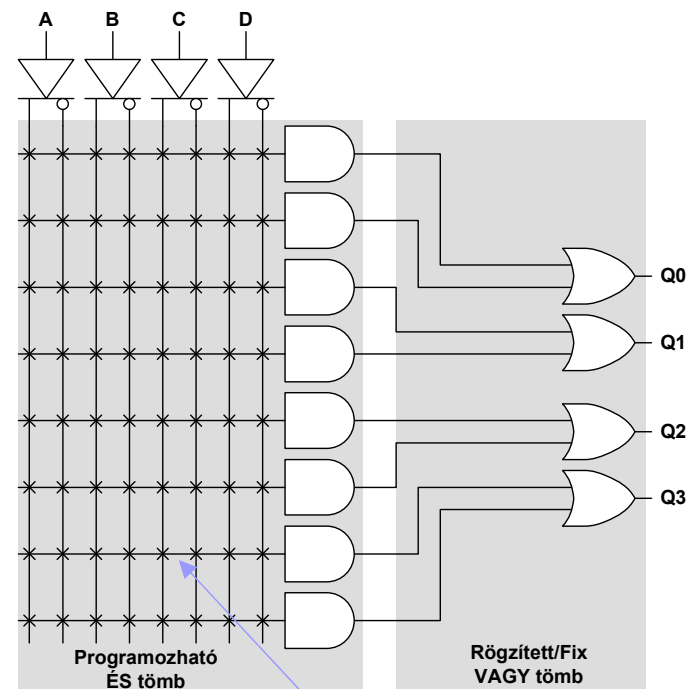 A B C D
Q0
Q1
Q2
Q3
Programozható
ÉS tömb
Rögzített/Fix
VAGY tömb